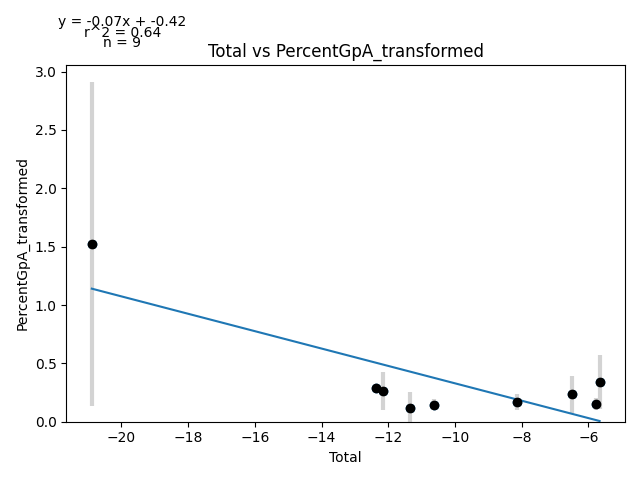 y = -0.07x + -0.42
r^2 = 0.64
n = 9
Total vs PercentGpA_transformed
PercentGpA_transformed
3.0
2.5
2.0
1.5
1.0
0.5
0.0
−20
−18
−16
−14
−12
−10
−8
−6
Total